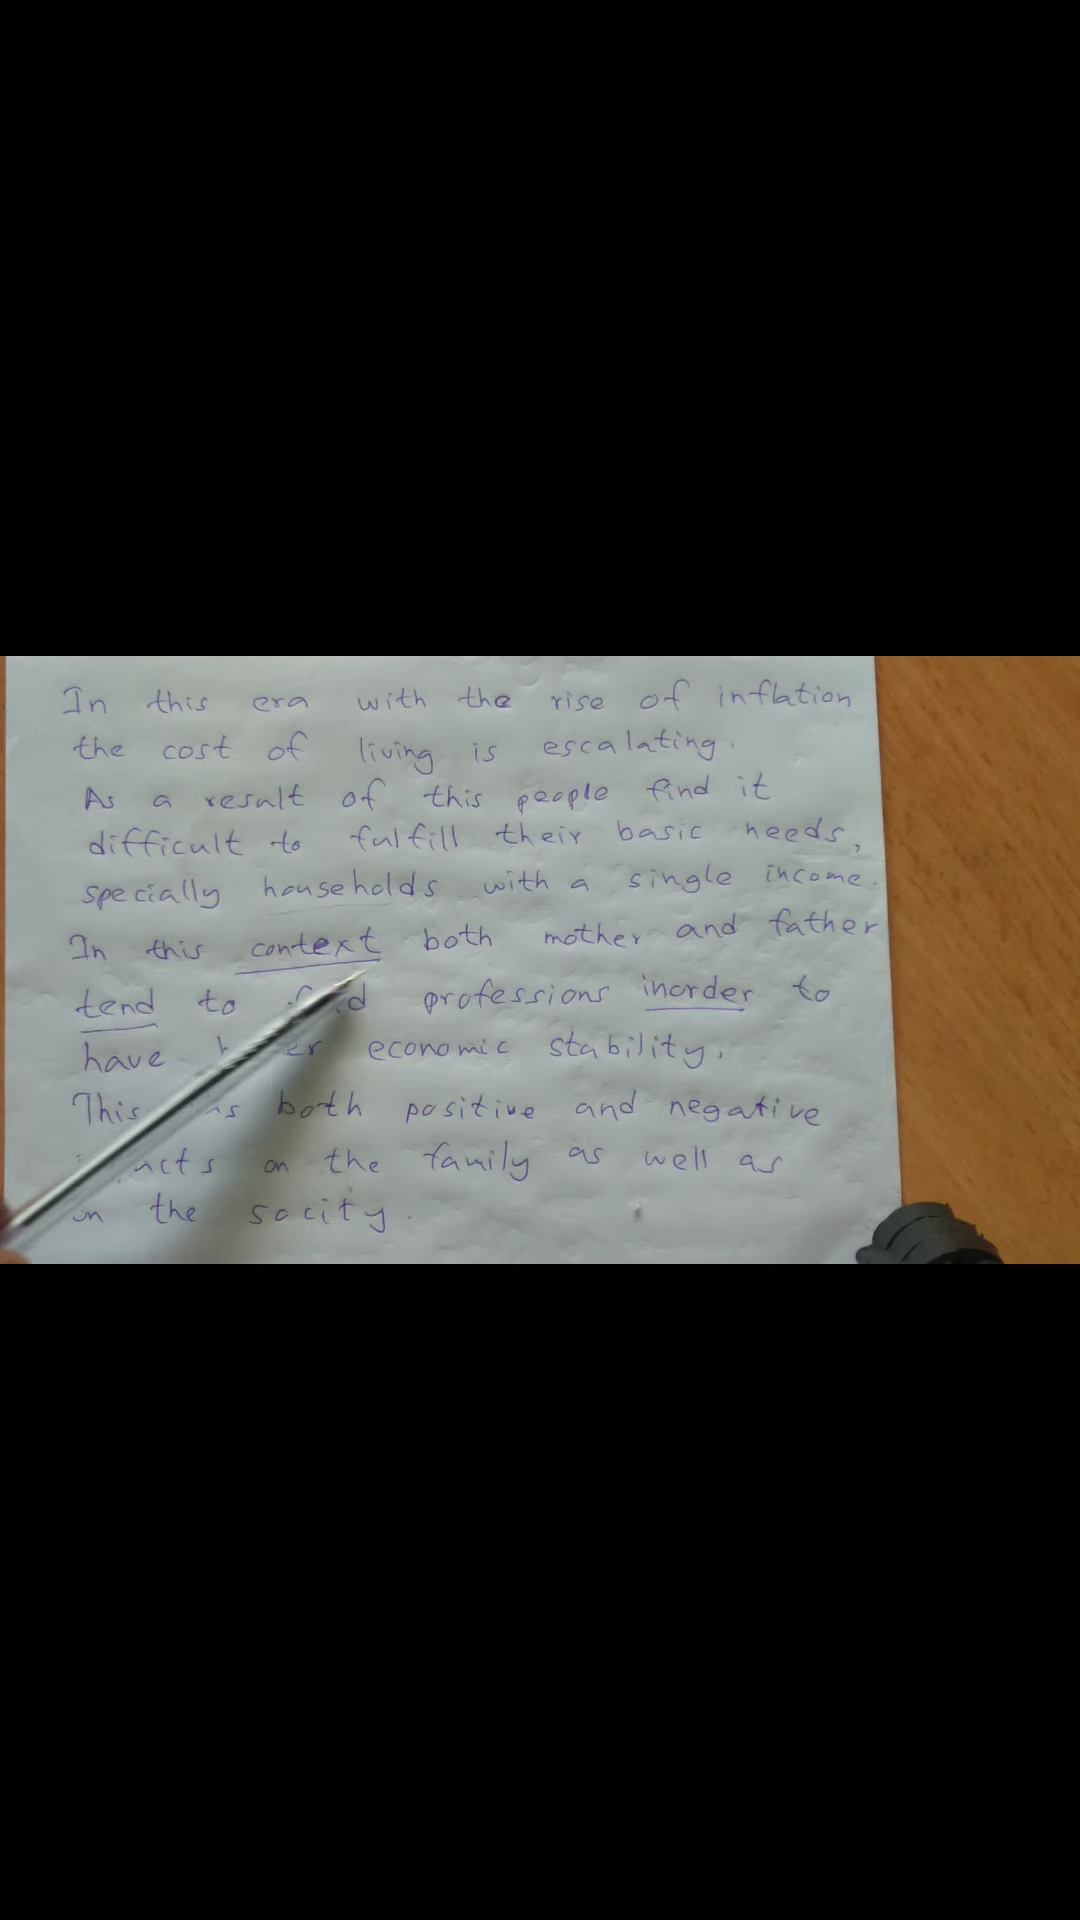 In this era with the rise of inflation
the cost of living is escalating.
As a result of this people find it
difficult to fulfill their basic needs,
specially households with a single income.
In this context both mother and father
tend to professions inorder to
have economic stability.
This both positive and negative
on the family as well as
on the socity.